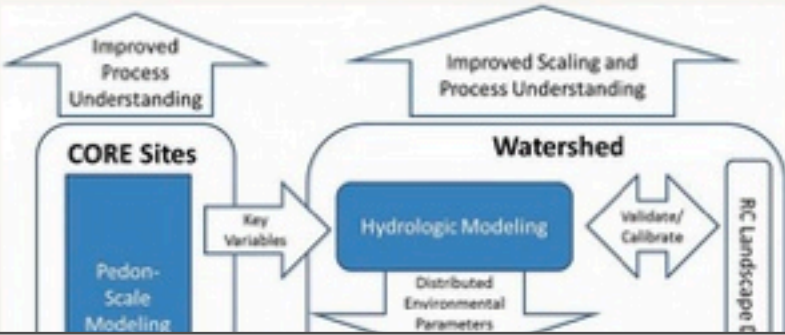 Improved
Process
Understanding
Improved Scaling and
Process Understanding
CORE Sites
Watershed
Key
Variables
Hydrologic Modeling
Validate/
Calibrate
RC Landscape
Pedon-
Scale
Modeling
Distributed
Environmental
Parameters